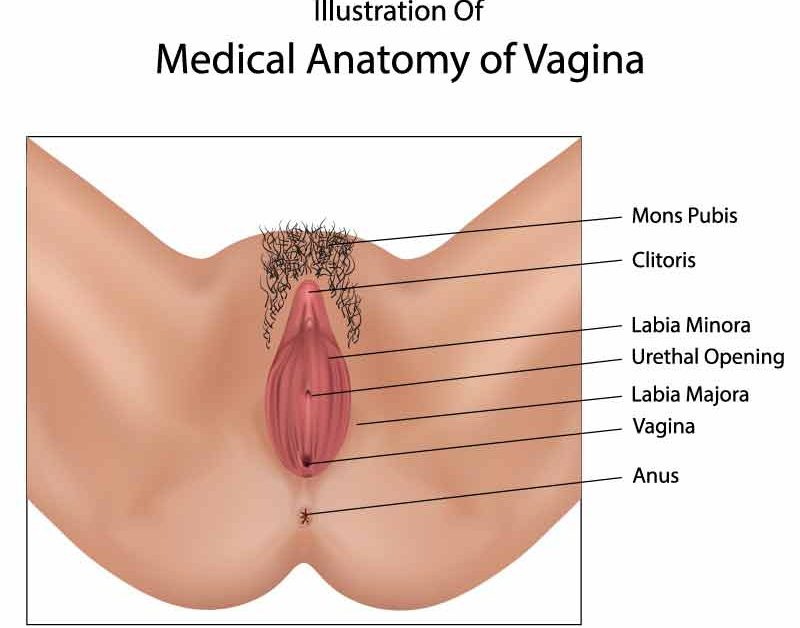 Illustration Of
Medical Anatomy of Vagina
Mons Pubis
Clitoris
Labia Minora
Urethal Opening
Labia Majora
Vagina
Anus